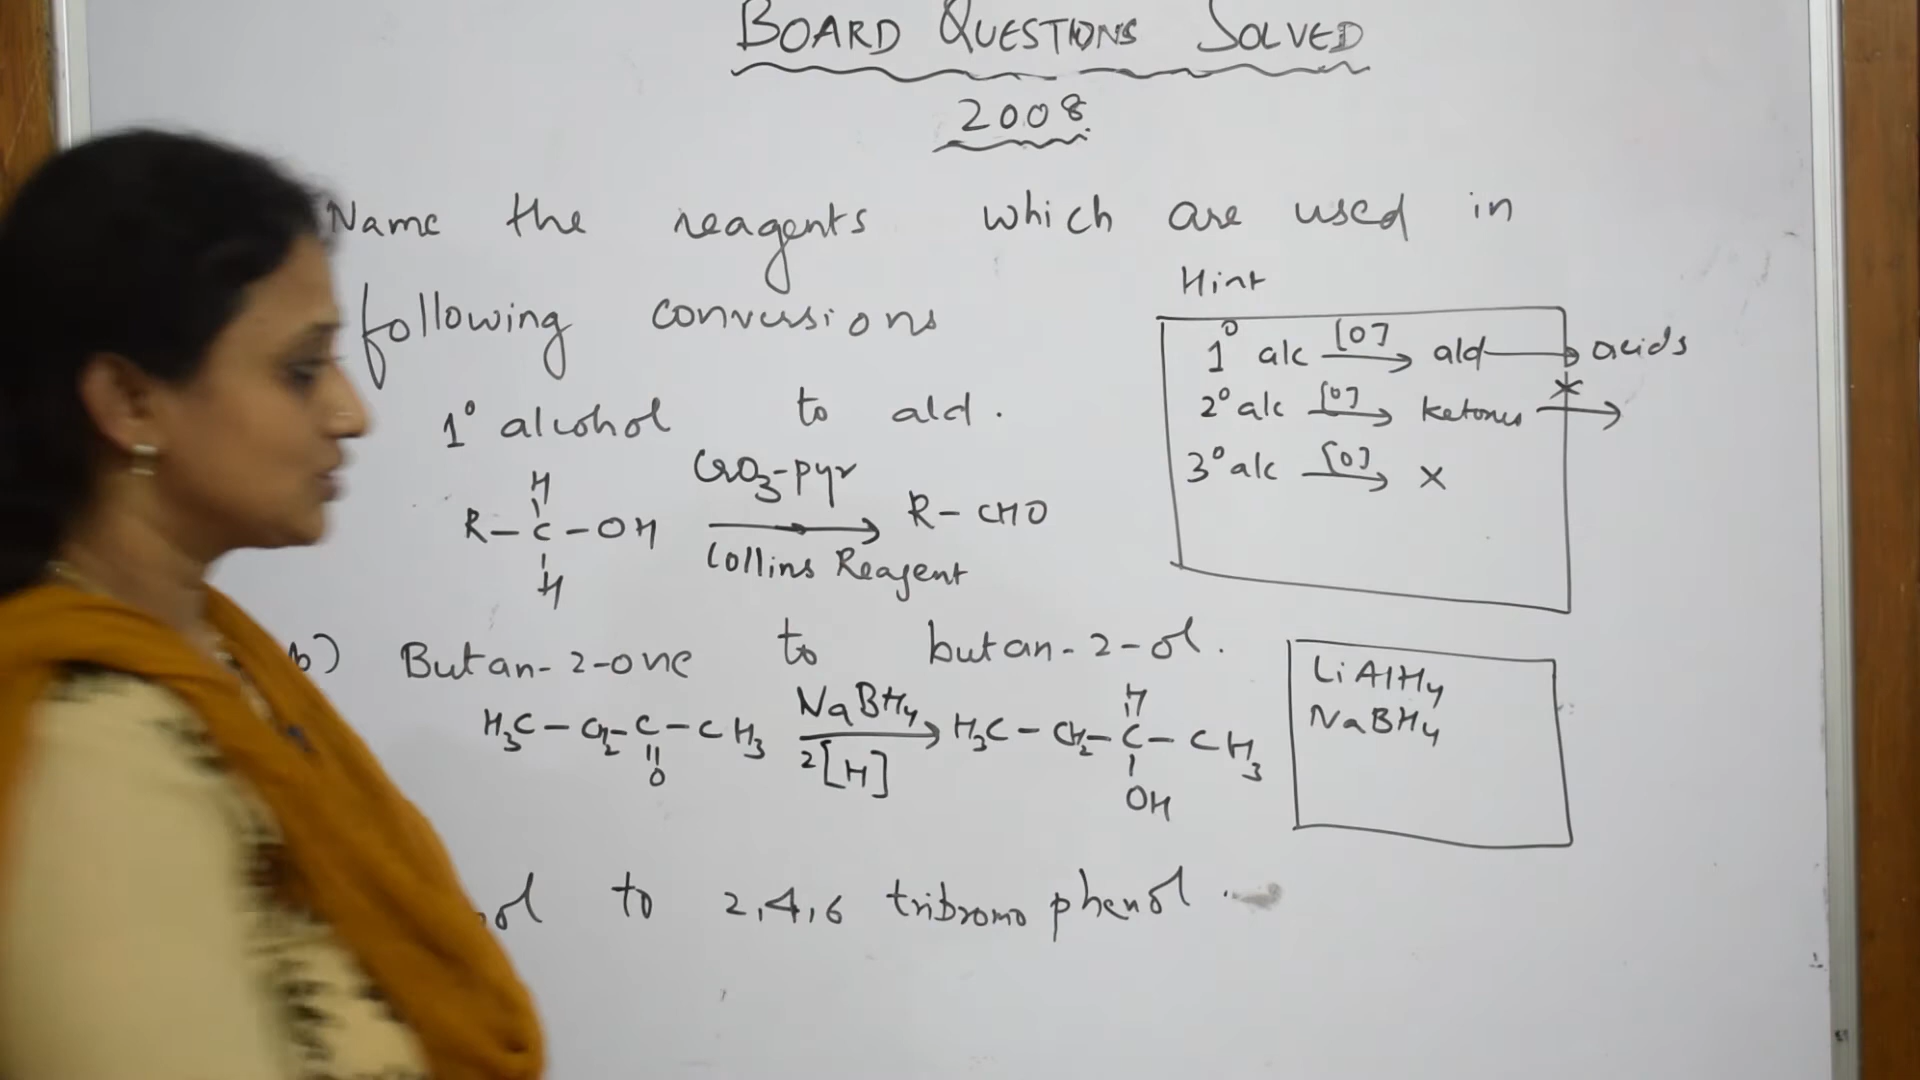 BOARD QUESTIONS SOLVED
2008
Name the reagents which are used in
following conversions
Hint
1° alc [O] ald acids
2° alc [O] ketones ×
3° alc [O] ×
1° alcohol to ald.
CrO3-pyr
H
R-C-OH R-CHO
H
Collins Reagent
b) Butan-2-one to butan-2-ol.
LiAlH4
NaBH4
NaBH4
H
H3C-CH2-C-CH3 H3C-CH2-C-CH3
O 2[H] OH
ol to 2,4,6 tribromo phenol.